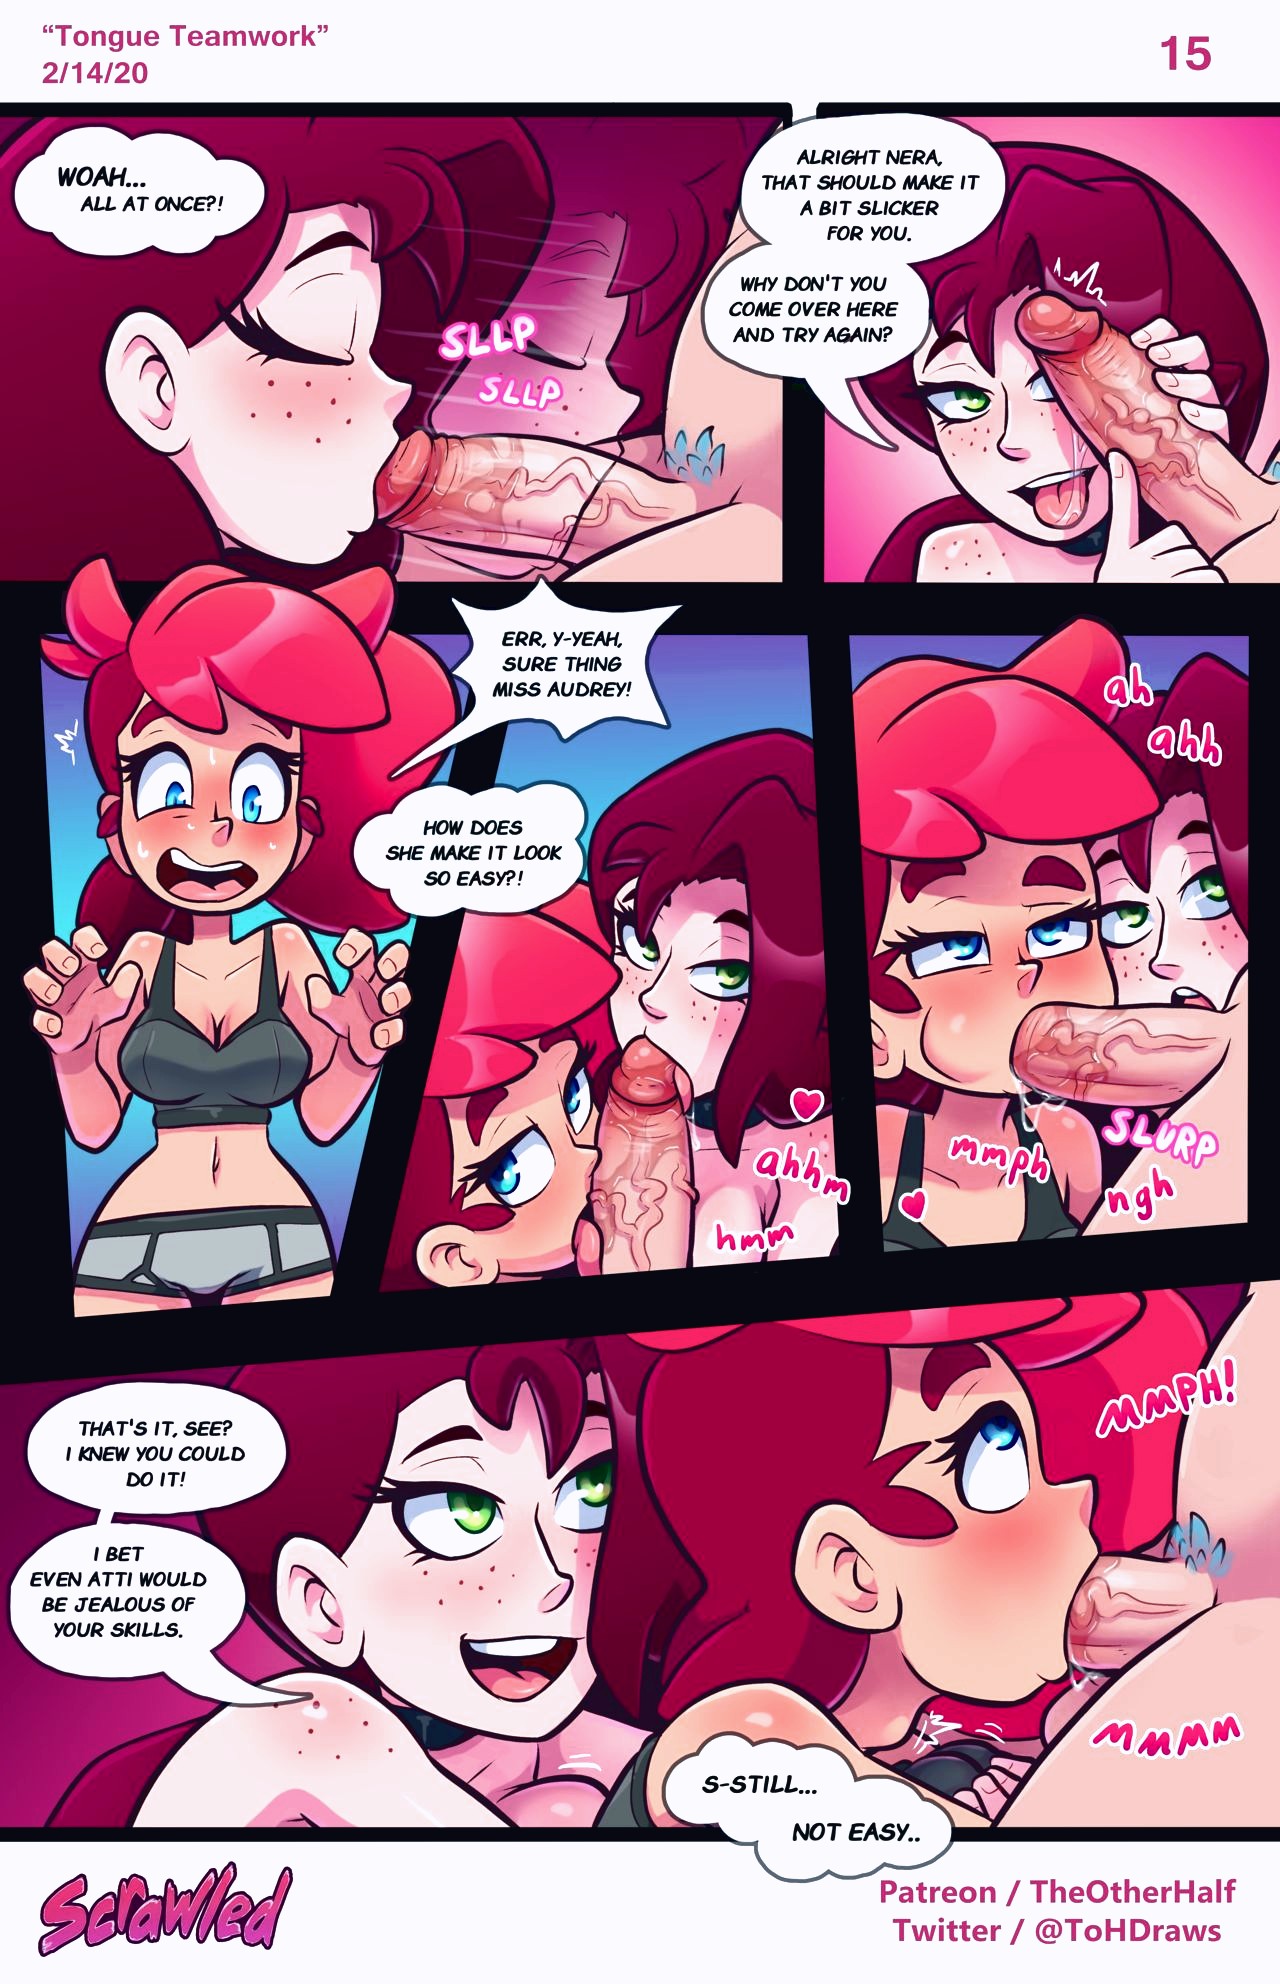 “Tongue Teamwork”
2/14/20
15
WOAH...
ALL AT ONCE?!
SLLP
SLLP
ALRIGHT NERA,
THAT SHOULD MAKE IT
A BIT SLICKER
FOR YOU.
WHY DON'T YOU
COME OVER HERE
AND TRY AGAIN?
ERR, Y-YEAH,
SURE THING
MISS AUDREY!
HOW DOES
SHE MAKE IT LOOK
SO EASY?!
ahhm
hmm
ah
ahh
mmph
SLURP
ngh
THAT'S IT, SEE?
I KNEW YOU COULD
DO IT!
I BET
EVEN ATTI WOULD
BE JEALOUS OF
YOUR SKILLS.
MMPH!
MMMM
S-STILL...
NOT EASY..
Scrawled
Patreon / TheOtherHalf
Twitter / @ToHDraws